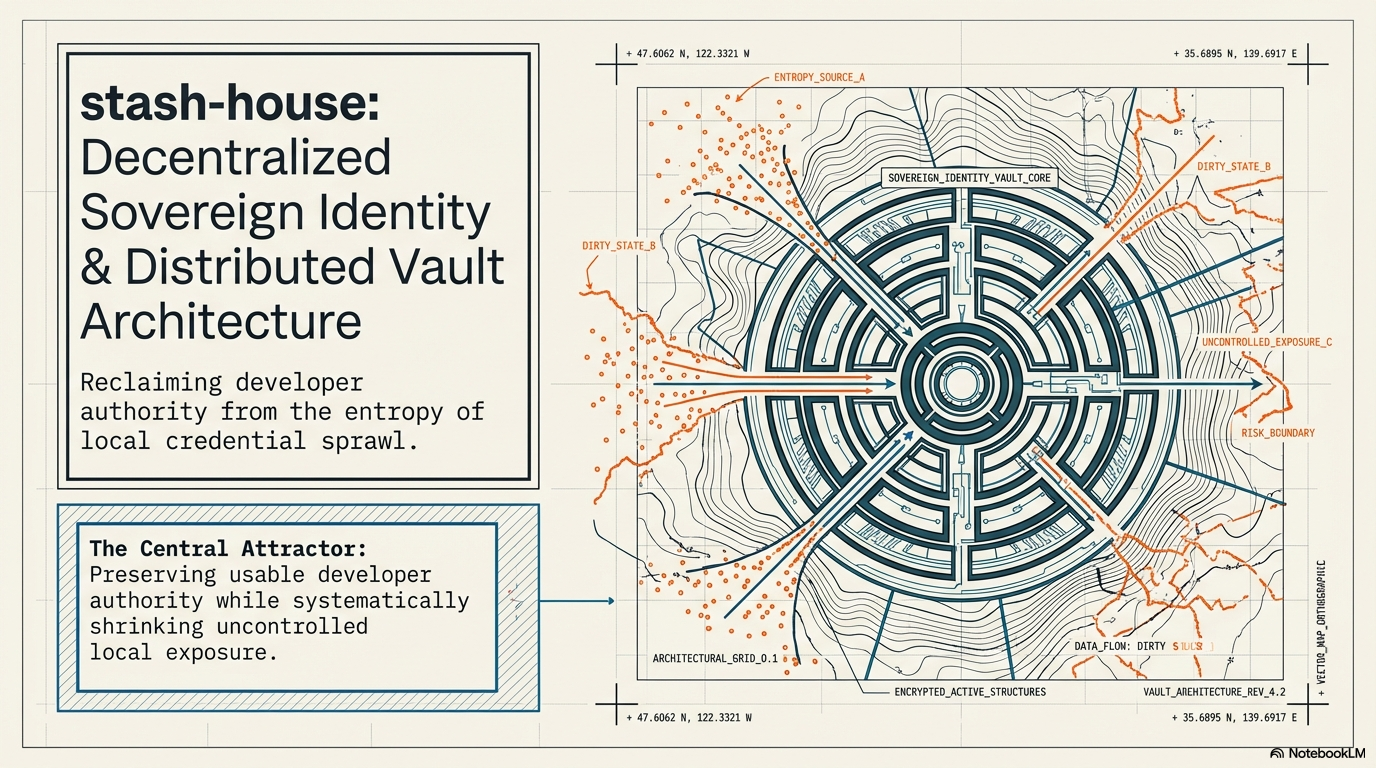 stash-house:
Decentralized
Sovereign Identity
& Distributed Vault
Architecture
Reclaiming developer
authority from the entropy of
local credential sprawl.
The Central Attractor:
Preserving usable developer
authority while systematically
shrinking uncontrolled
local exposure.
+ 47.6062 N, 122.3321 W
+ 35.6895 N, 139.6917 E
ENTROPY_SOURCE_A
DIRTY_STATE_B
SOVEREIGN_IDENTITY_VAULT_CORE
DIRTY_STATE_B
UNCONTROLLED_EXPOSURE_C
RISK_BOUNDARY
DATA_FLOW: DIRTY
ARCHITECTURAL_GRID_0.1
ENCRYPTED_ACTIVE_STRUCTURES
VAULT_ARCHITECTURE_REV_4.2
+ 47.6062 N, 122.3321 W
+ 35.6895 N, 139.6917 E
NotebookLM